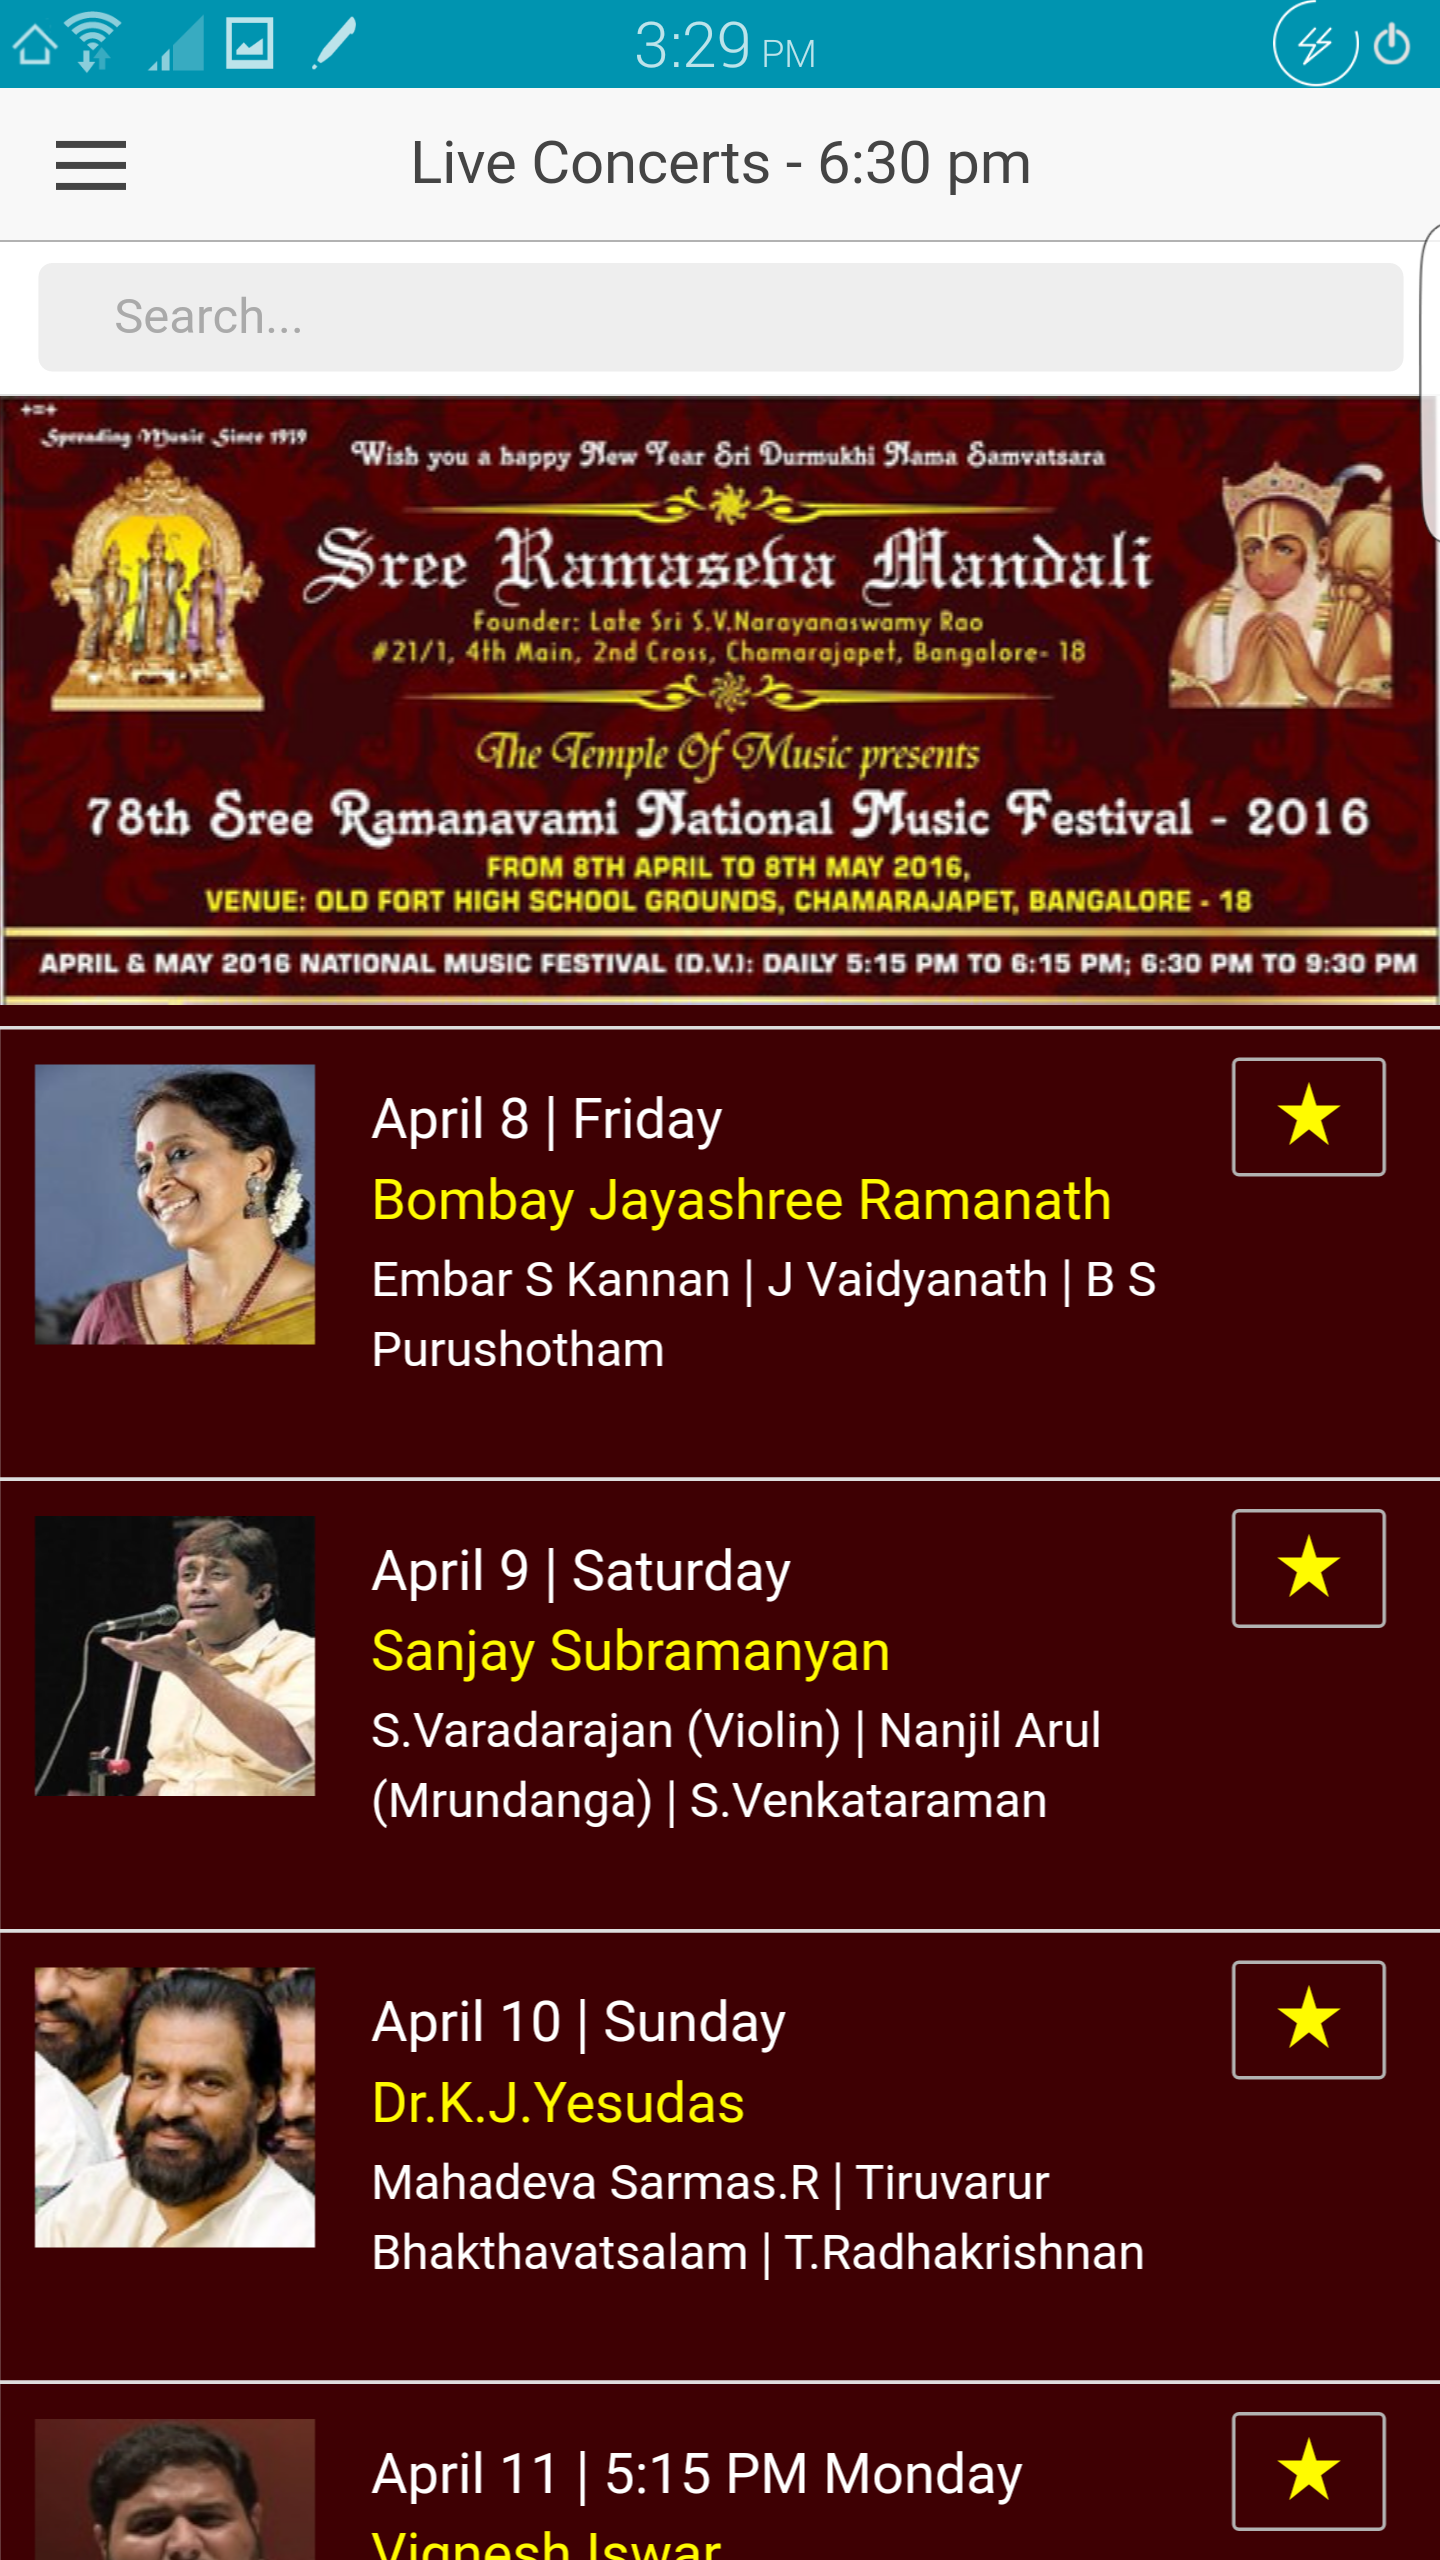 3:29 PM
Live Concerts - 6:30 pm
Search...
Spreading Music Since 1939
Wish you a happy New Year Sri Durmukhi Nama Samvatsara
Sree Ramaseva Mandali
Founder: Late Sri S.V.Narayanaswamy Rao
#21/1, 4th Main, 2nd Cross, Chamarajapet, Bangalore- 18
The Temple Of Music presents
78th Sree Ramanavami National Music Festival - 2016
FROM 8TH APRIL TO 8TH MAY 2016,
VENUE: OLD FORT HIGH SCHOOL GROUNDS, CHAMARAJAPET, BANGALORE - 18
APRIL & MAY 2016 NATIONAL MUSIC FESTIVAL (D.V.): DAILY 5:15 PM TO 6:15 PM; 6:30 PM TO 9:30 PM
April 8 | Friday
Bombay Jayashree Ramanath
Embar S Kannan | J Vaidyanath | B S
Purushotham
April 9 | Saturday
Sanjay Subramanyan
S.Varadarajan (Violin) | Nanjil Arul
(Mrundanga) | S.Venkataraman
April 10 | Sunday
Dr.K.J.Yesudas
Mahadeva Sarmas.R | Tiruvarur
Bhakthavatsalam | T.Radhakrishnan
April 11 | 5:15 PM Monday
Vignesh Iswar